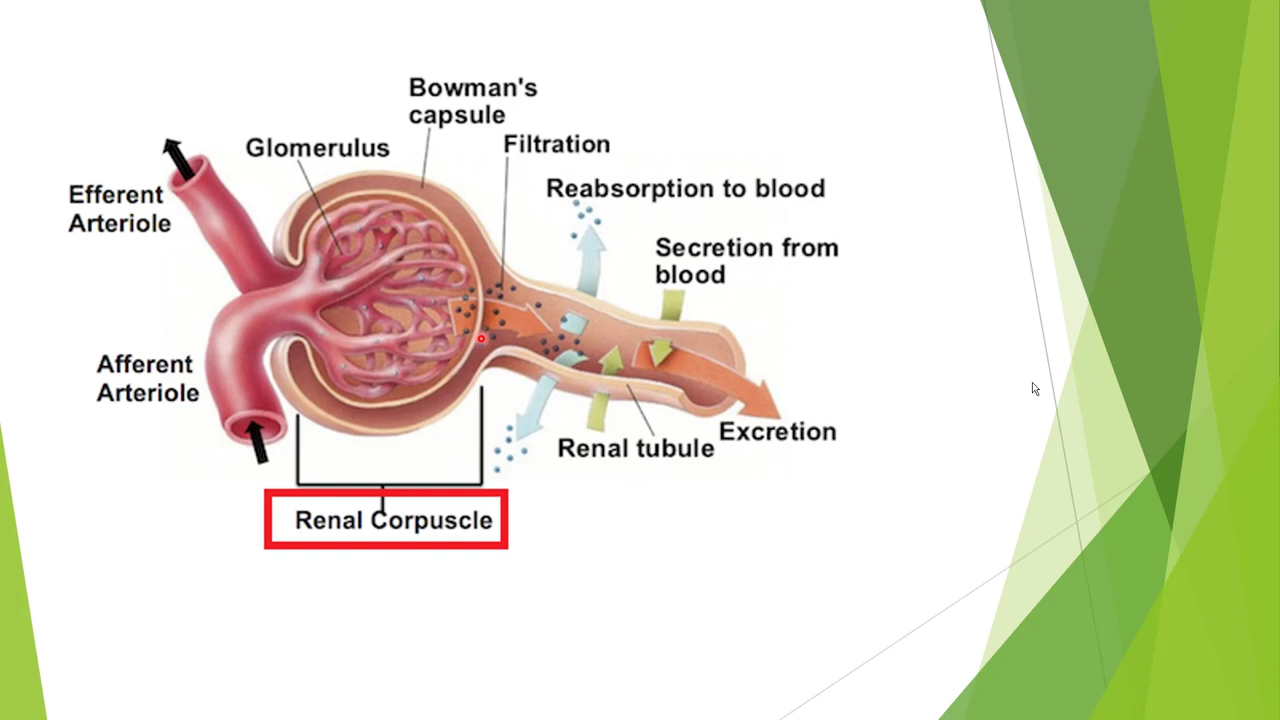 Bowman's
capsule
Glomerulus
Filtration
Reabsorption to blood
Efferent
Arteriole
Secretion from
blood
Afferent
Arteriole
Renal tubule
Excretion
Renal Corpuscle